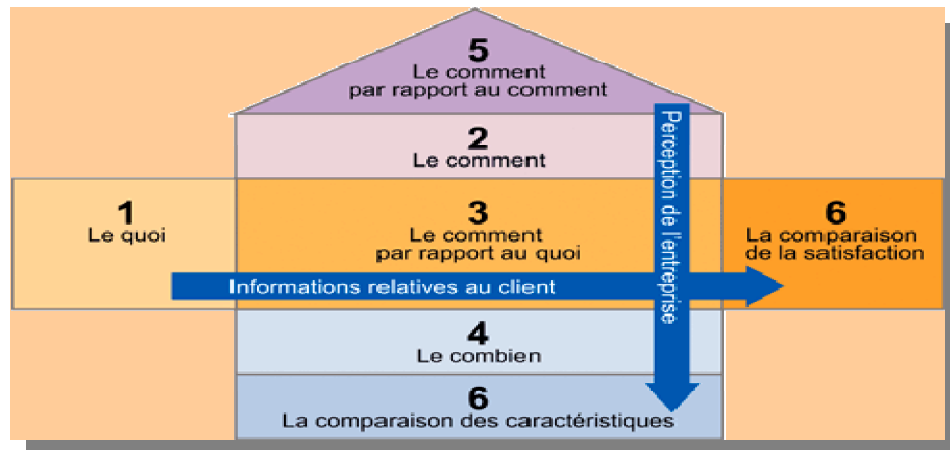 5
Le comment
par rapport au comment
2
Le comment
1
Le quoi
3
Le comment
par rapport au quoi
6
La comparaison
de la satisfaction
Informations relatives au client
Perception de l'entreprise
4
Le combien
6
La comparaison des caractéristiques